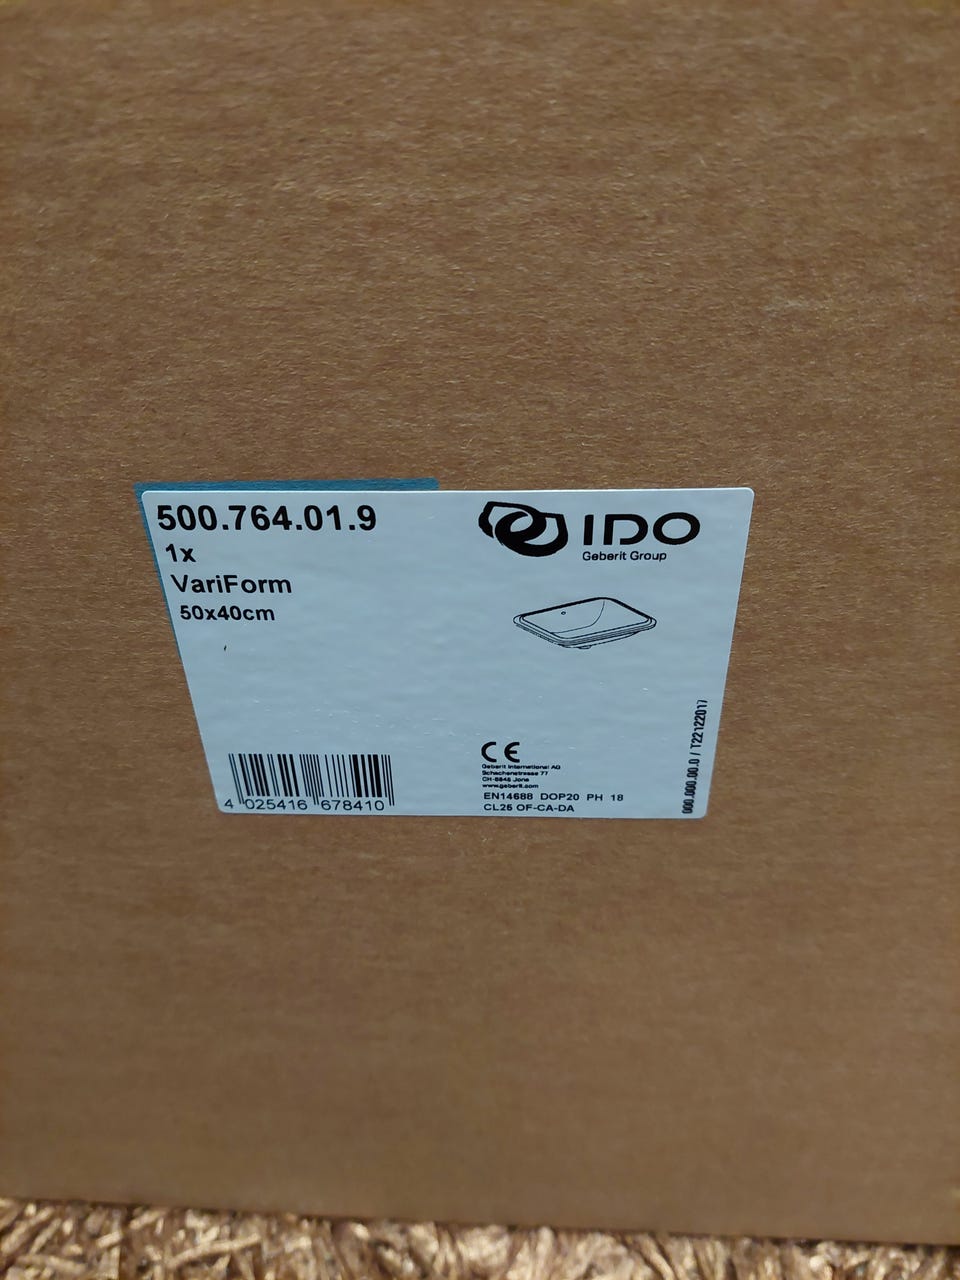 500.764.01.9
1x
VariForm
50x40cm
IDO
Geberit Group
CE
Geberit International AG
Schachenstrasse 77
CH-8645 Jona
www.geberit.com
EN14688 DOP20 PH 18
CL25 OF-CA-DA
000.000.00.0 / T22122017
4 025416 678410